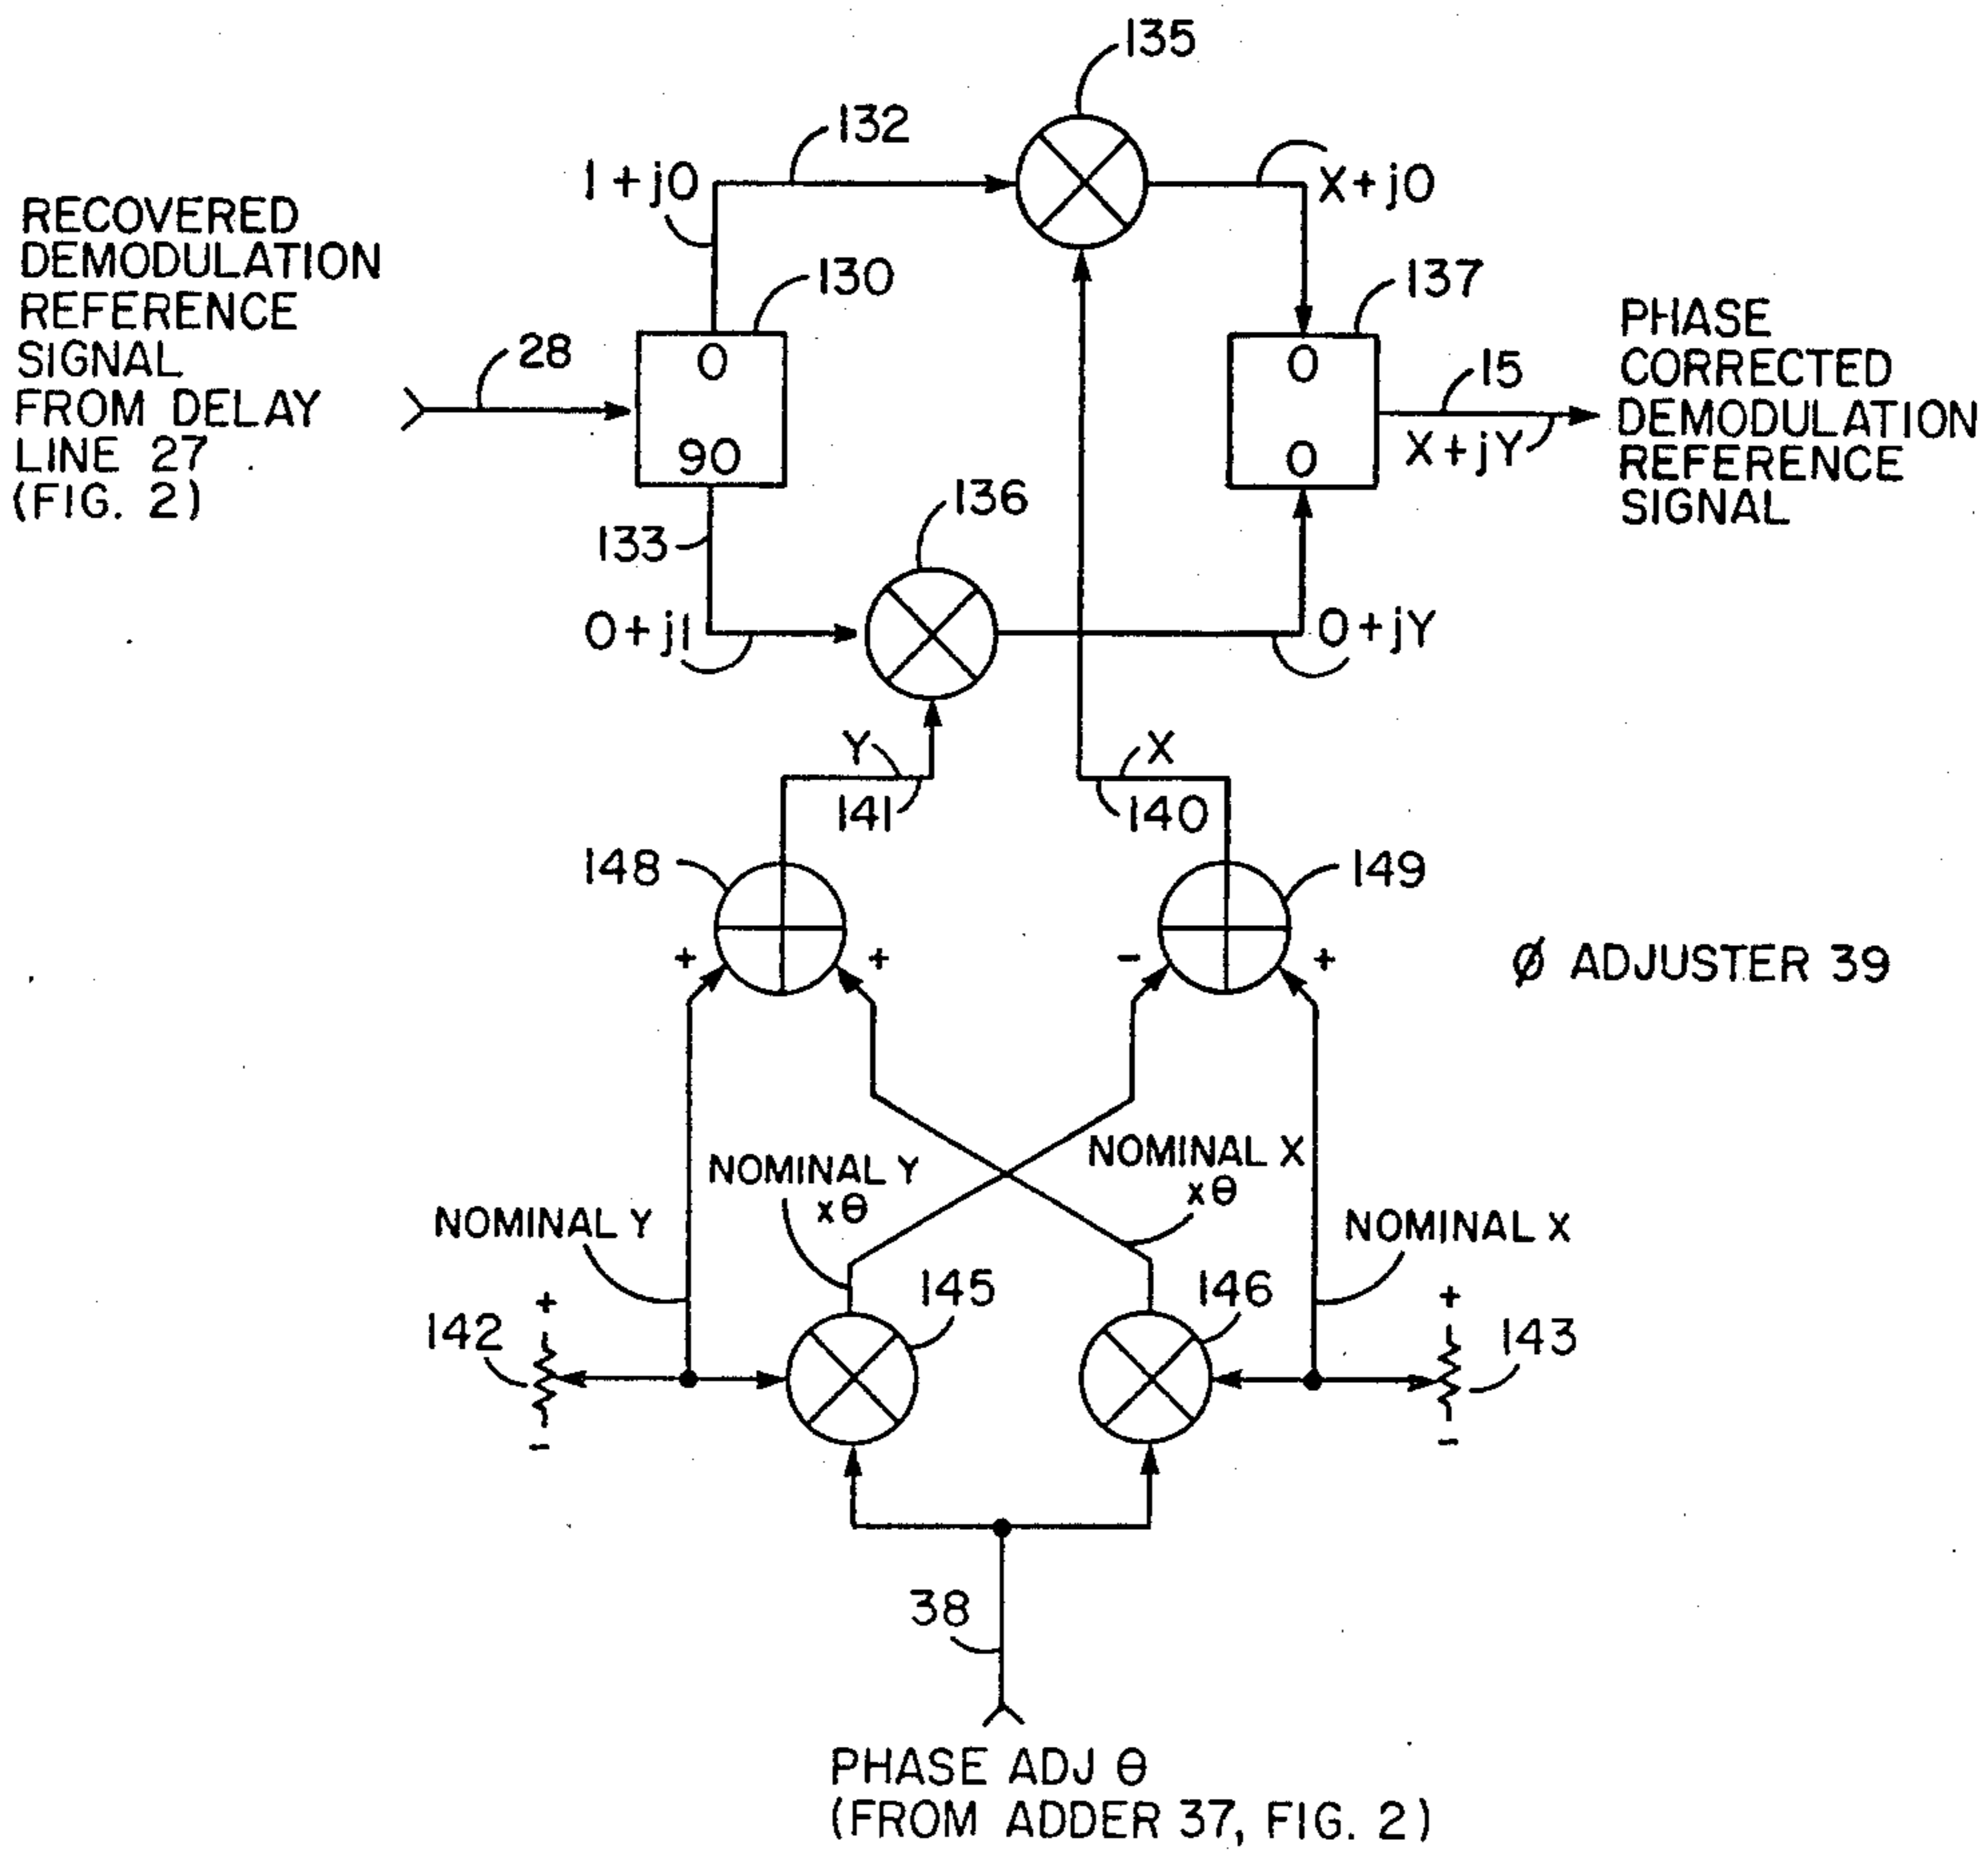 135
132
1+j0
X+j0
RECOVERED
DEMODULATION
REFERENCE
SIGNAL
FROM DELAY
LINE 27
(FIG. 2)
28
130
0
90
137
0
0
15
X+jY
PHASE
CORRECTED
DEMODULATION
REFERENCE
SIGNAL
133
136
0+j1
0+jY
Y
141
X
140
148
149
+
+
-
+
Ø ADJUSTER 39
NOMINAL Y
NOMINAL Y
xθ
NOMINAL X
xθ
NOMINAL X
142
+
-
145
146
+
-
143
38
PHASE ADJ θ
(FROM ADDER 37, FIG. 2)